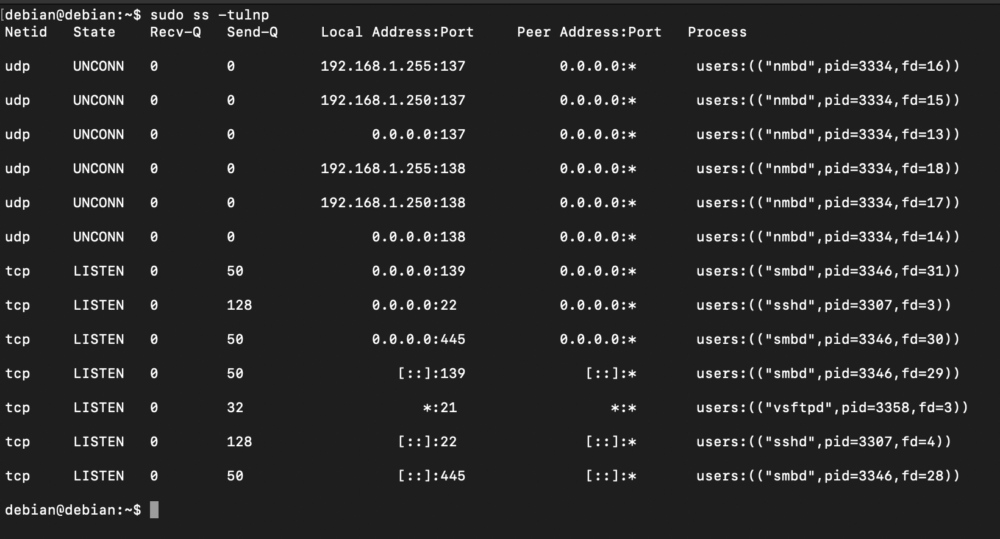 [debian@debian:~$ sudo ss -tulnp
Netid State Recv-Q Send-Q Local Address:Port Peer Address:Port Process
udp UNCONN 0 0 192.168.1.255:137 0.0.0.0:* users:(("nmbd",pid=3334,fd=16))
udp UNCONN 0 0 192.168.1.250:137 0.0.0.0:* users:(("nmbd",pid=3334,fd=15))
udp UNCONN 0 0 0.0.0.0:137 0.0.0.0:* users:(("nmbd",pid=3334,fd=13))
udp UNCONN 0 0 192.168.1.255:138 0.0.0.0:* users:(("nmbd",pid=3334,fd=18))
udp UNCONN 0 0 192.168.1.250:138 0.0.0.0:* users:(("nmbd",pid=3334,fd=17))
udp UNCONN 0 0 0.0.0.0:138 0.0.0.0:* users:(("nmbd",pid=3334,fd=14))
tcp LISTEN 0 50 0.0.0.0:139 0.0.0.0:* users:(("smbd",pid=3346,fd=31))
tcp LISTEN 0 128 0.0.0.0:22 0.0.0.0:* users:(("sshd",pid=3307,fd=3))
tcp LISTEN 0 50 0.0.0.0:445 0.0.0.0:* users:(("smbd",pid=3346,fd=30))
tcp LISTEN 0 50 [::]:139 [::]:* users:(("smbd",pid=3346,fd=29))
tcp LISTEN 0 32 *:21 *:* users:(("vsftpd",pid=3358,fd=3))
tcp LISTEN 0 128 [::]:22 [::]:* users:(("sshd",pid=3307,fd=4))
tcp LISTEN 0 50 [::]:445 [::]:* users:(("smbd",pid=3346,fd=28))
debian@debian:~$